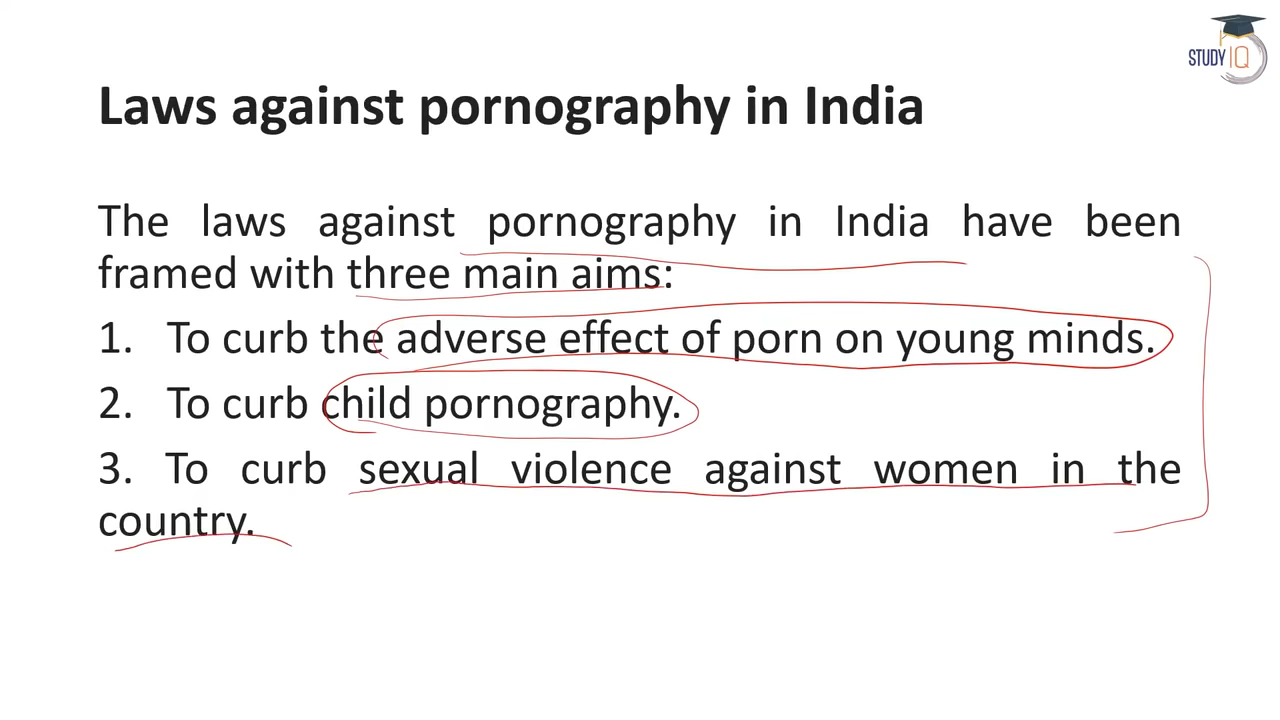 STUDY IQ
Laws against pornography in India
The laws against pornography in India have been
framed with three main aims:
1. To curb the adverse effect of porn on young minds.
2. To curb child pornography.
3. To curb sexual violence against women in the
country.